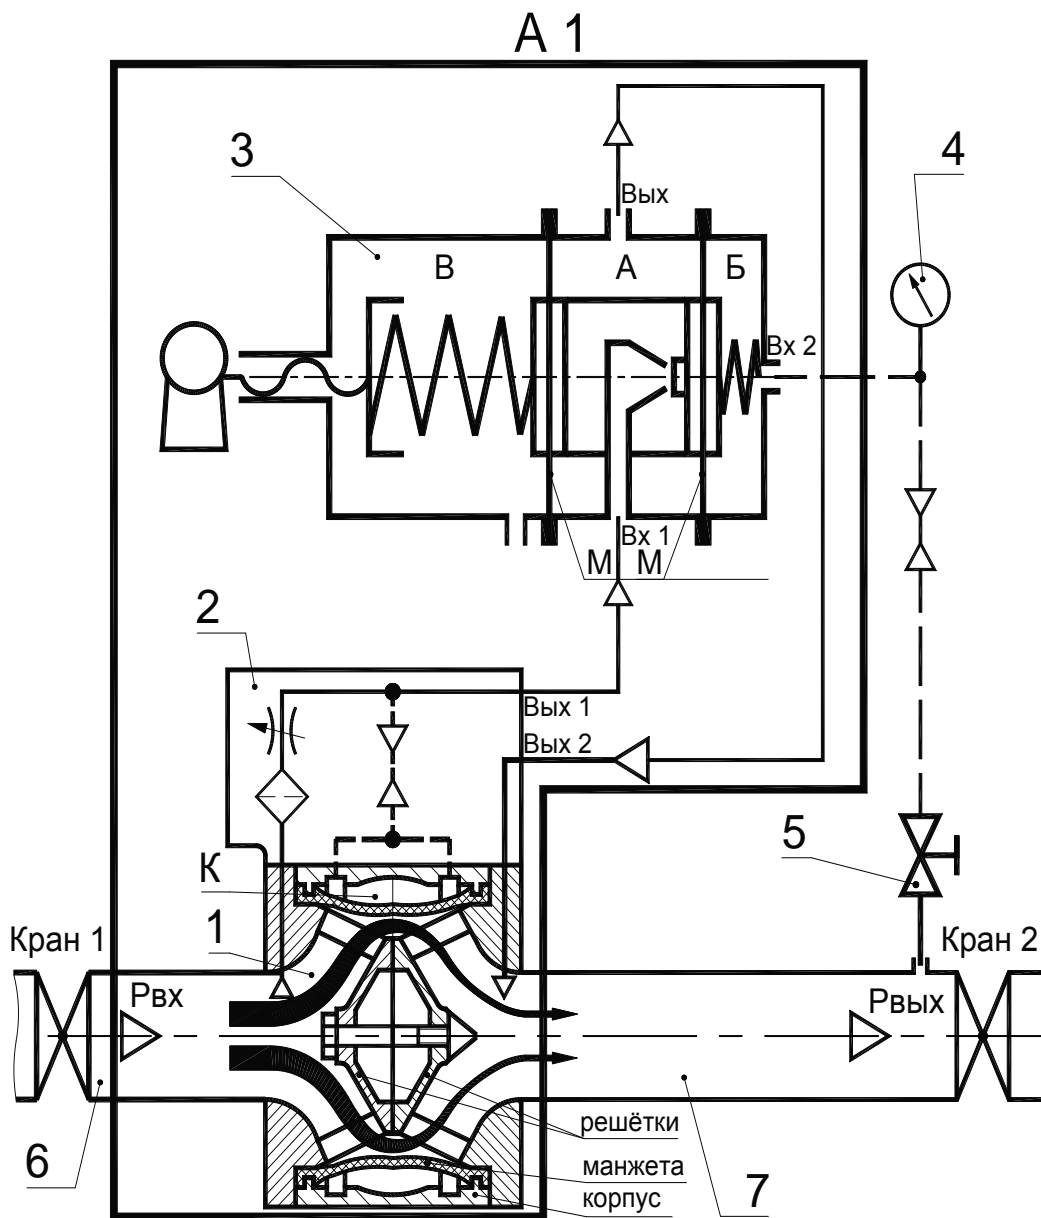 А 1
3
4
Вых
В
А
Б
Вх 2
Вх 1
М
М
2
Вых 1
Вых 2
5
К
1
Кран 1
Кран 2
Рвх
Рвых
решётки
6
манжета
7
корпус